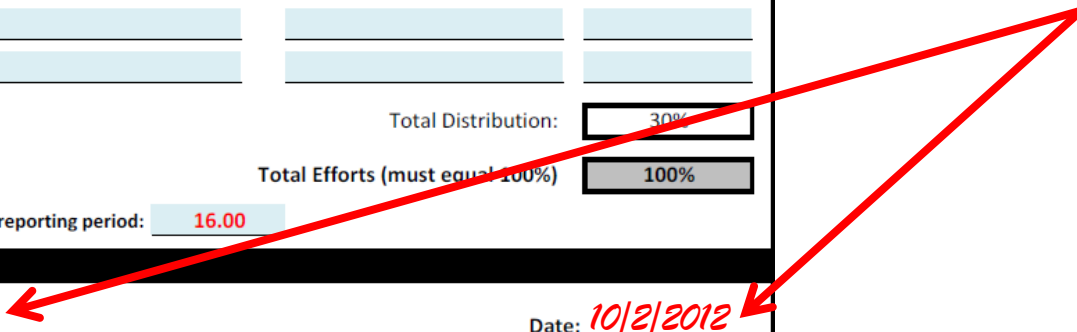 Total Distribution: 30%
Total Efforts (must equal 100%) 100%
reporting period: 16.00
Date: 10/2/2012